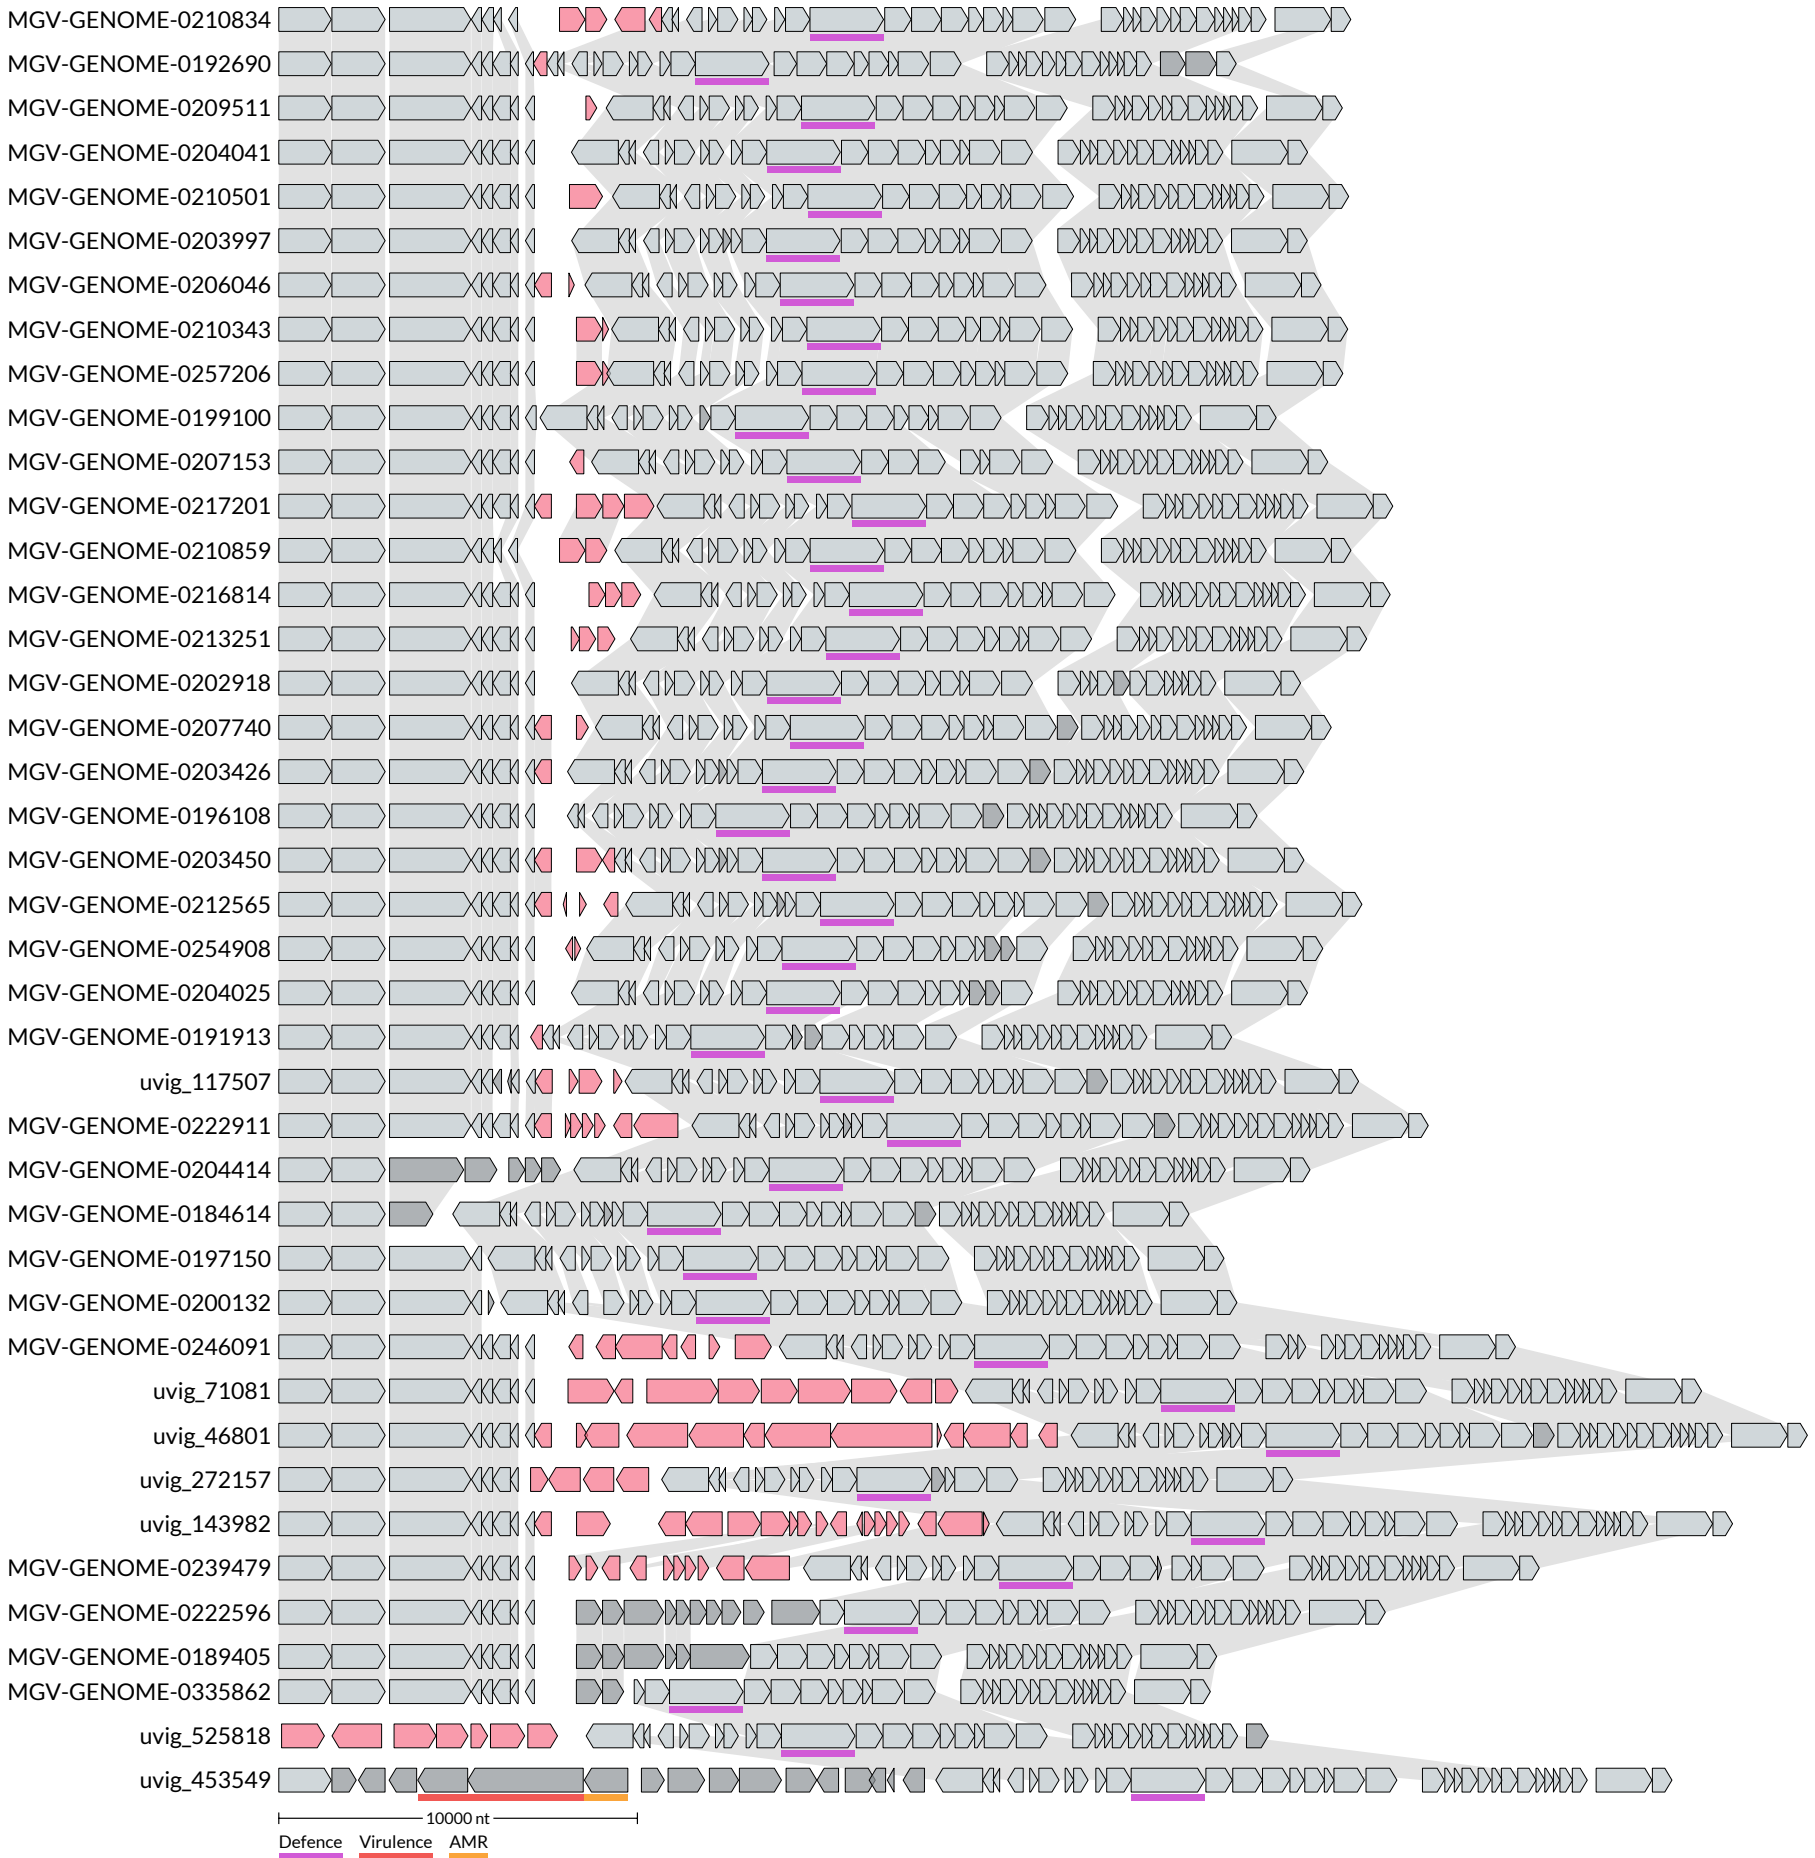 MGV-GENOME-0210834
MGV-GENOME-0192690
MGV-GENOME-0209511
MGV-GENOME-0204041
MGV-GENOME-0210501
MGV-GENOME-0203997
MGV-GENOME-0206046
MGV-GENOME-0210343
MGV-GENOME-0257206
MGV-GENOME-0199100
MGV-GENOME-0207153
MGV-GENOME-0217201
MGV-GENOME-0210859
MGV-GENOME-0216814
MGV-GENOME-0213251
MGV-GENOME-0202918
MGV-GENOME-0207740
MGV-GENOME-0203426
MGV-GENOME-0196108
MGV-GENOME-0203450
MGV-GENOME-0212565
MGV-GENOME-0254908
MGV-GENOME-0204025
MGV-GENOME-0191913
uvig_117507
MGV-GENOME-0222911
MGV-GENOME-0204414
MGV-GENOME-0184614
MGV-GENOME-0197150
MGV-GENOME-0200132
MGV-GENOME-0246091
uvig_71081
uvig_46801
uvig_272157
uvig_143982
MGV-GENOME-0239479
MGV-GENOME-0222596
MGV-GENOME-0189405
MGV-GENOME-0335862
uvig_525818
uvig_453549
10000 nt
Defence Virulence AMR